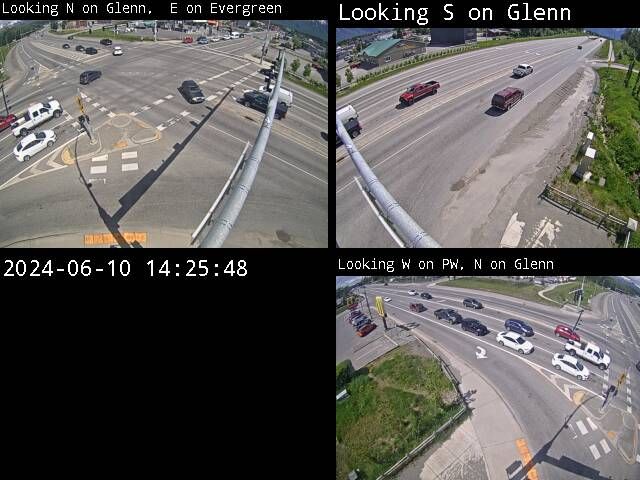 Looking N on Glenn,  E on Evergreen
Looking S on Glenn
2024-06-10 14:25:48
Looking W on PW, N on Glenn